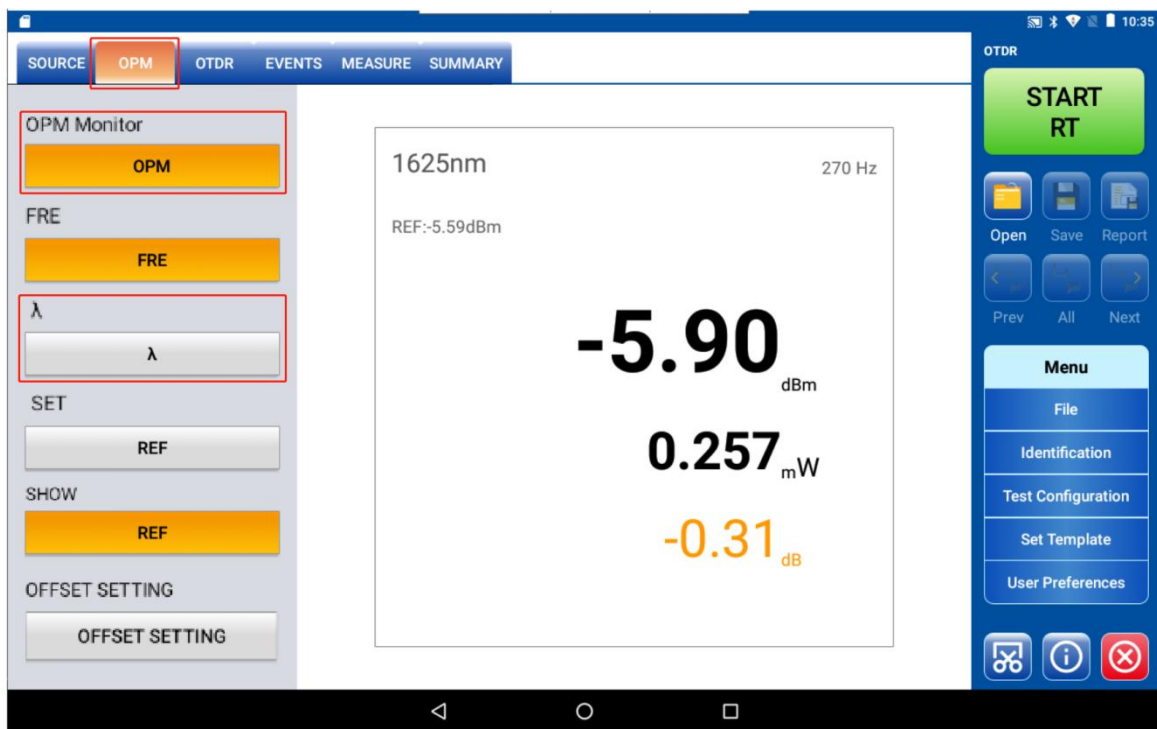 10:35
SOURCE OPM OTDR EVENTS MEASURE SUMMARY
OPM Monitor
OPM
FRE
FRE
λ
λ
SET
REF
SHOW
REF
OFFSET SETTING
OFFSET SETTING
1625nm 270 Hz
REF:-5.59dBm
-5.90 dBm
0.257 mW
-0.31 dB
OTDR
START
RT
Open Save Report
Prev All Next
Menu
File
Identification
Test Configuration
Set Template
User Preferences